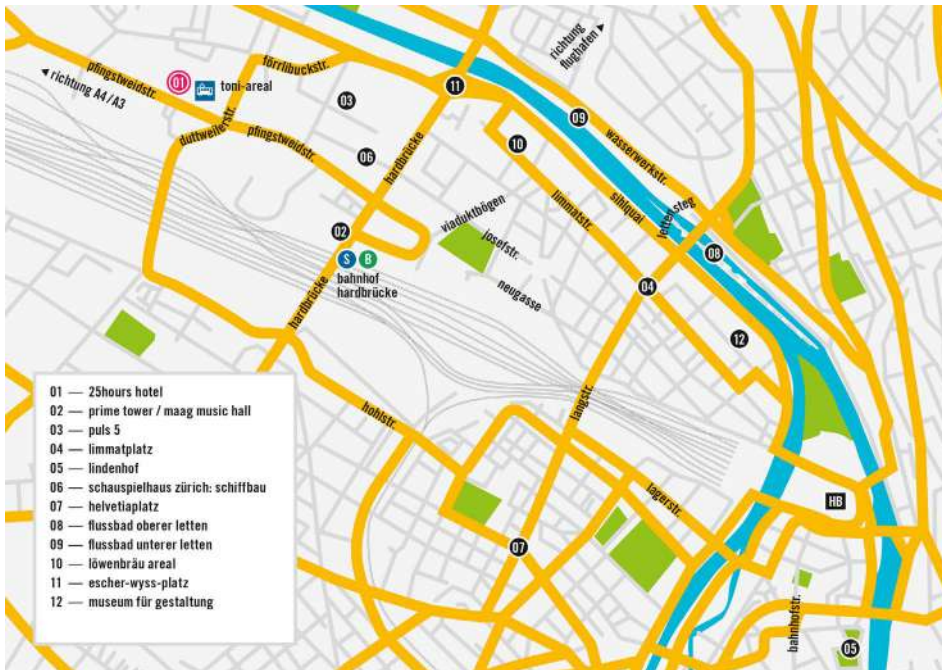 richtung
flughafen
förrlibuckstr.
pfingstweidstr.
01
toni-areal
richtung A4/A3
11
03
09
duttweilerstr.
pfingstweidstr.
hardbrücke
10
wasserwerkstr.
06
limmatstr.
sihlquai
lettensteg
viaduktbögen
02
josefstr.
08
S B
bahnhof
hardbrücke
neugasse
04
hardbrücke
12
langstr.
hohlstr.
lagerstr.
HB
07
bahnhofstr.
05
01 — 25hours hotel
02 — prime tower / maag music hall
03 — puls 5
04 — limmatplatz
05 — lindenhof
06 — schauspielhaus zürich: schiffbau
07 — helvetiaplatz
08 — flussbad oberer letten
09 — flussbad unterer letten
10 — löwenbräu areal
11 — escher-wyss-platz
12 — museum für gestaltung